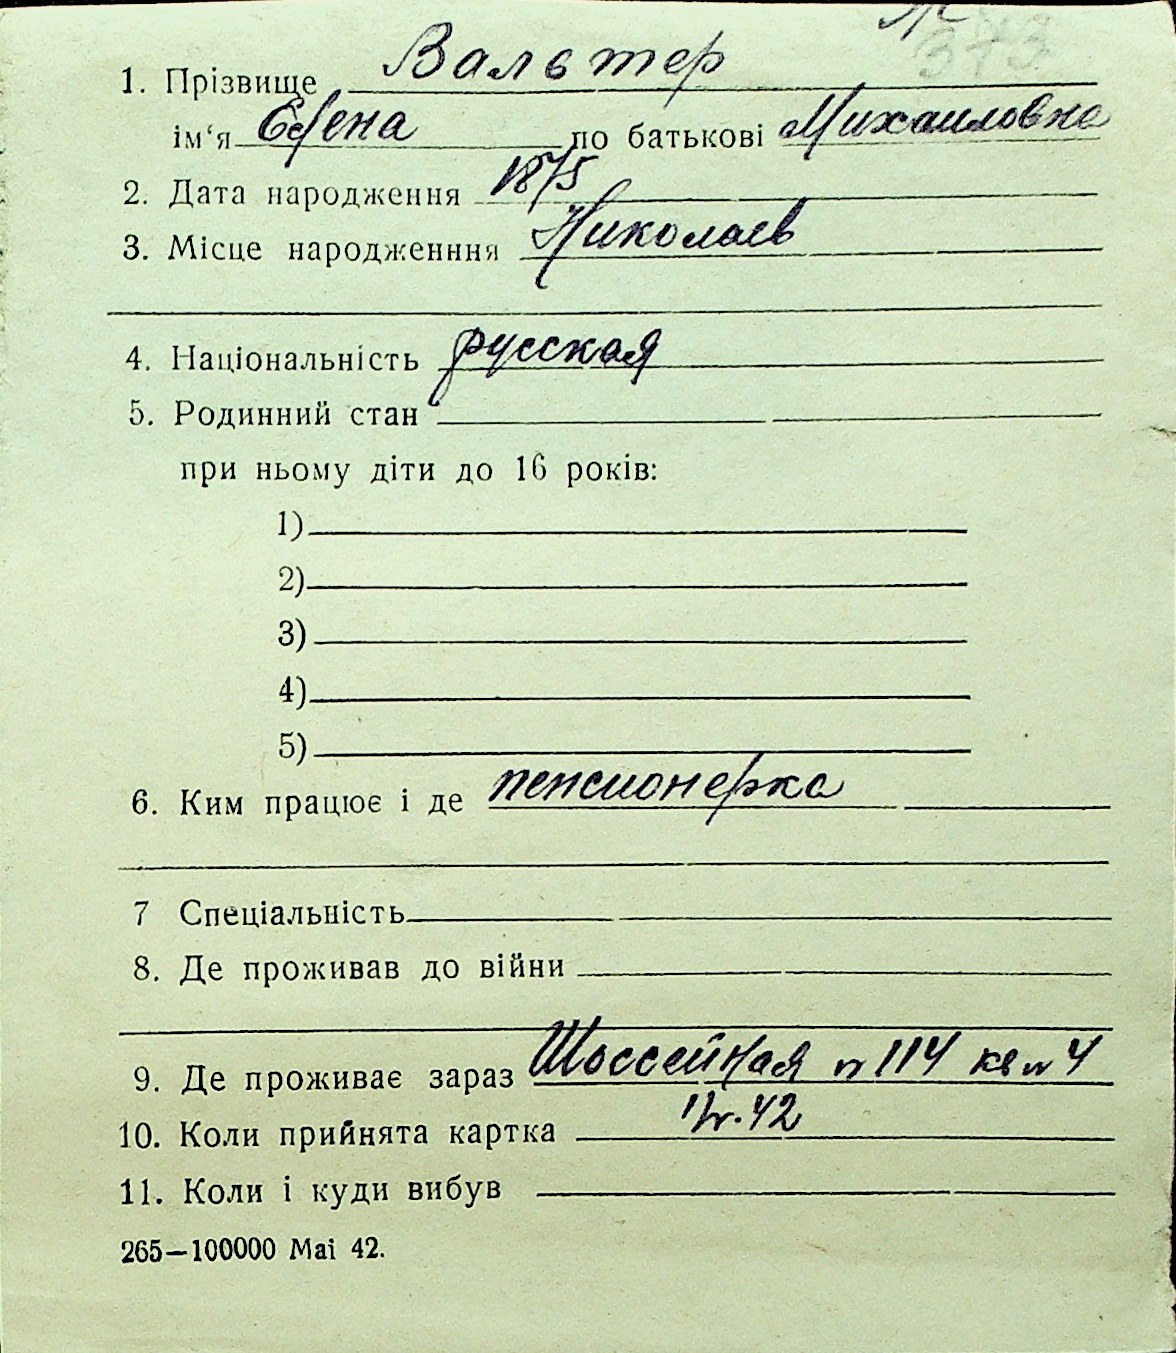 373
1. Прізвище Вальтер
ім‘я Елена по батькові Михаиловна
2. Дата народження 1875
3. Місце народженння Николаев
4. Національність русская
5. Родинний стан
при ньому діти до 16 років:
1)
2)
3)
4)
5)
6. Ким працює і де пенсионерка
7 Спеціальність
8. Де проживав до війни
9. Де проживає зараз Шоссейная n 114 кв n 4
10. Коли прийнята картка
11. Коли і куди вибув
265—100000 Mai 42.